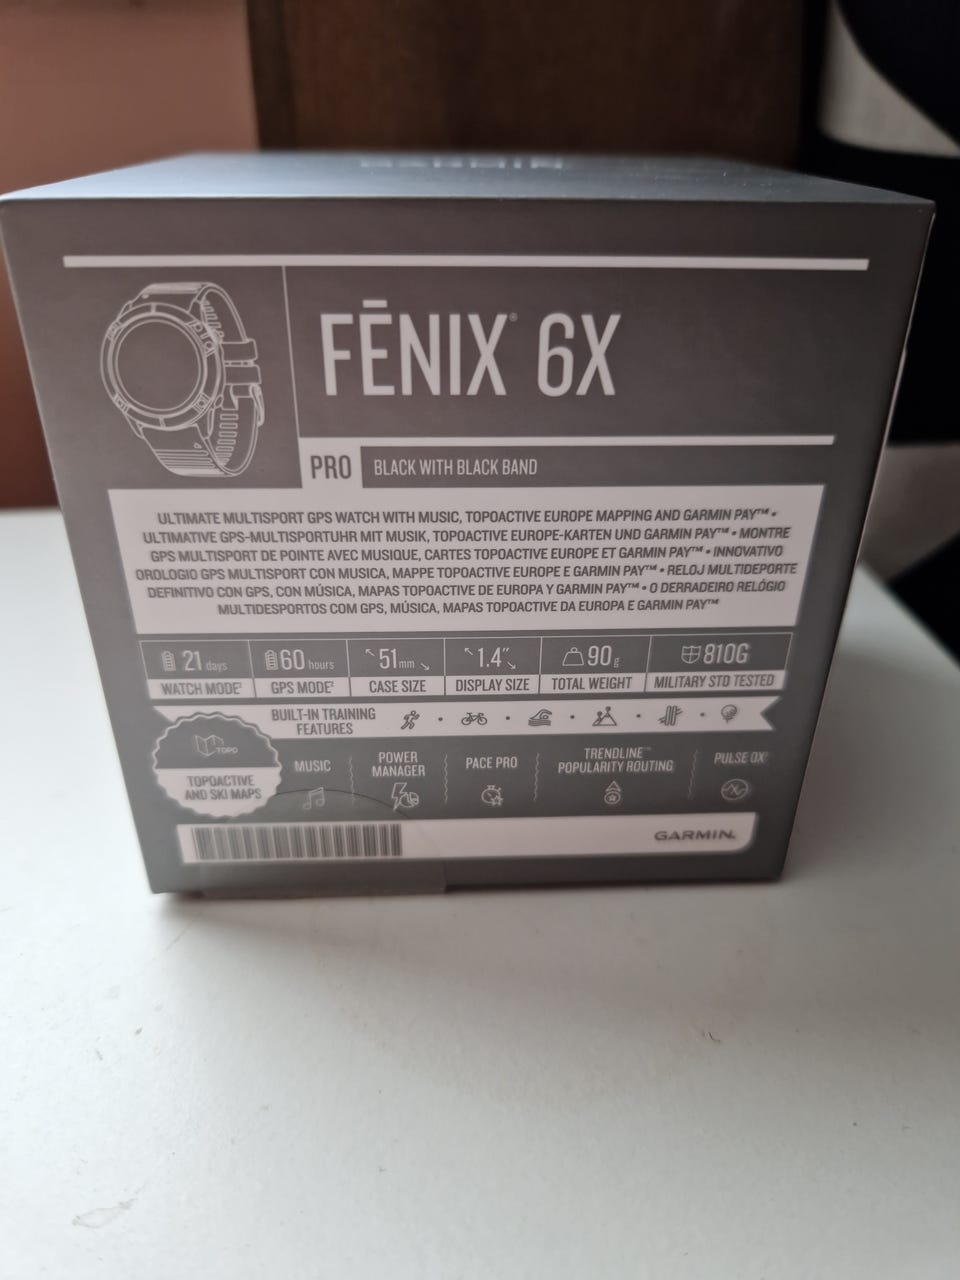 GARMIN
FĒNIX® 6X
PRO BLACK WITH BLACK BAND
ULTIMATE MULTISPORT GPS WATCH WITH MUSIC, TOPOACTIVE EUROPE MAPPING AND GARMIN PAY™ •
ULTIMATIVE GPS-MULTISPORTUHR MIT MUSIK, TOPOACTIVE EUROPE-KARTEN UND GARMIN PAY™ • MONTRE
GPS MULTISPORT DE POINTE AVEC MUSIQUE, CARTES TOPOACTIVE EUROPE ET GARMIN PAY™ • INNOVATIVO
OROLOGIO GPS MULTISPORT CON MUSICA, MAPPE TOPOACTIVE EUROPE E GARMIN PAY™ • RELOJ MULTIDEPORTE
DEFINITIVO CON GPS, CON MÚSICA, MAPAS TOPOACTIVE DE EUROPA Y GARMIN PAY™ • O DERRADEIRO RELÓGIO
MULTIDESPORTOS COM GPS, MÚSICA, MAPAS TOPOACTIVE DA EUROPA E GARMIN PAY™
21 days 60 hours 51mm 1.4″ 90g 810G
WATCH MODE² GPS MODE² CASE SIZE DISPLAY SIZE TOTAL WEIGHT MILITARY STD TESTED
BUILT-IN TRAINING
FEATURES
TOPO
TOPOACTIVE
AND SKI MAPS
MUSIC
POWER
MANAGER
PACE PRO
TRENDLINE™
POPULARITY ROUTING
PULSE OX
GARMIN.